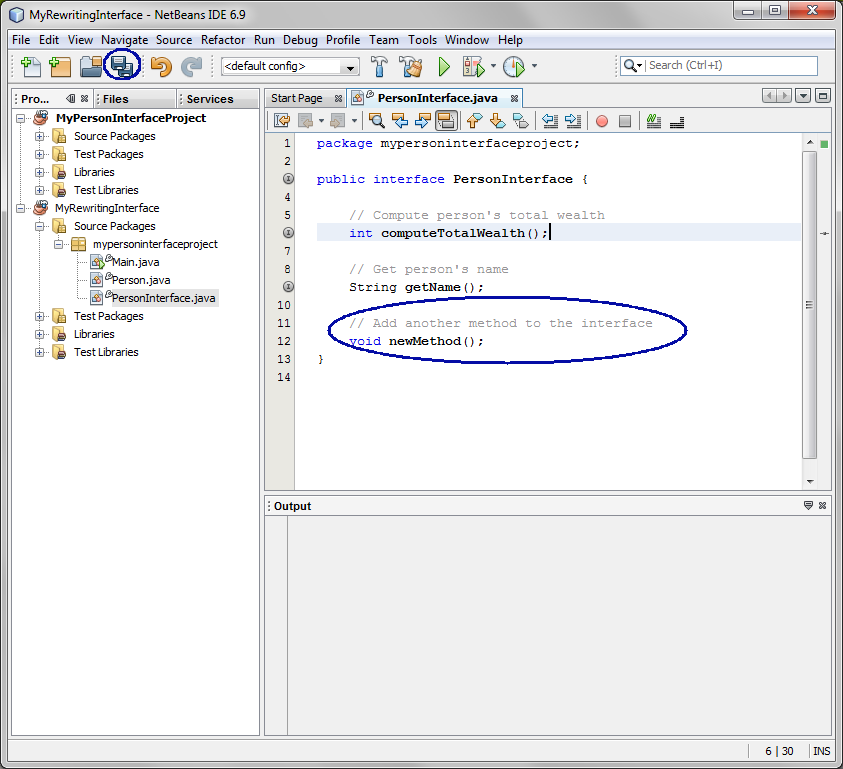 MyRewritingInterface - NetBeans IDE 6.9
File Edit View Navigate Source Refactor Run Debug Profile Team Tools Window Help
<default config>
Search (Ctrl+I)
Pro... Files Services
MyPersonInterfaceProject
Source Packages
Test Packages
Libraries
Test Libraries
MyRewritingInterface
Source Packages
mypersoninterfaceproject
Main.java
Person.java
PersonInterface.java
Test Packages
Libraries
Test Libraries
Start Page PersonInterface.java
1 package mypersoninterfaceproject;
2
public interface PersonInterface {
4
5 // Compute person's total wealth
int computeTotalWealth();
7
8 // Get person's name
String getName();
10
11 // Add another method to the interface
12 void newMethod();
13 }
14
Output
6 | 30 INS